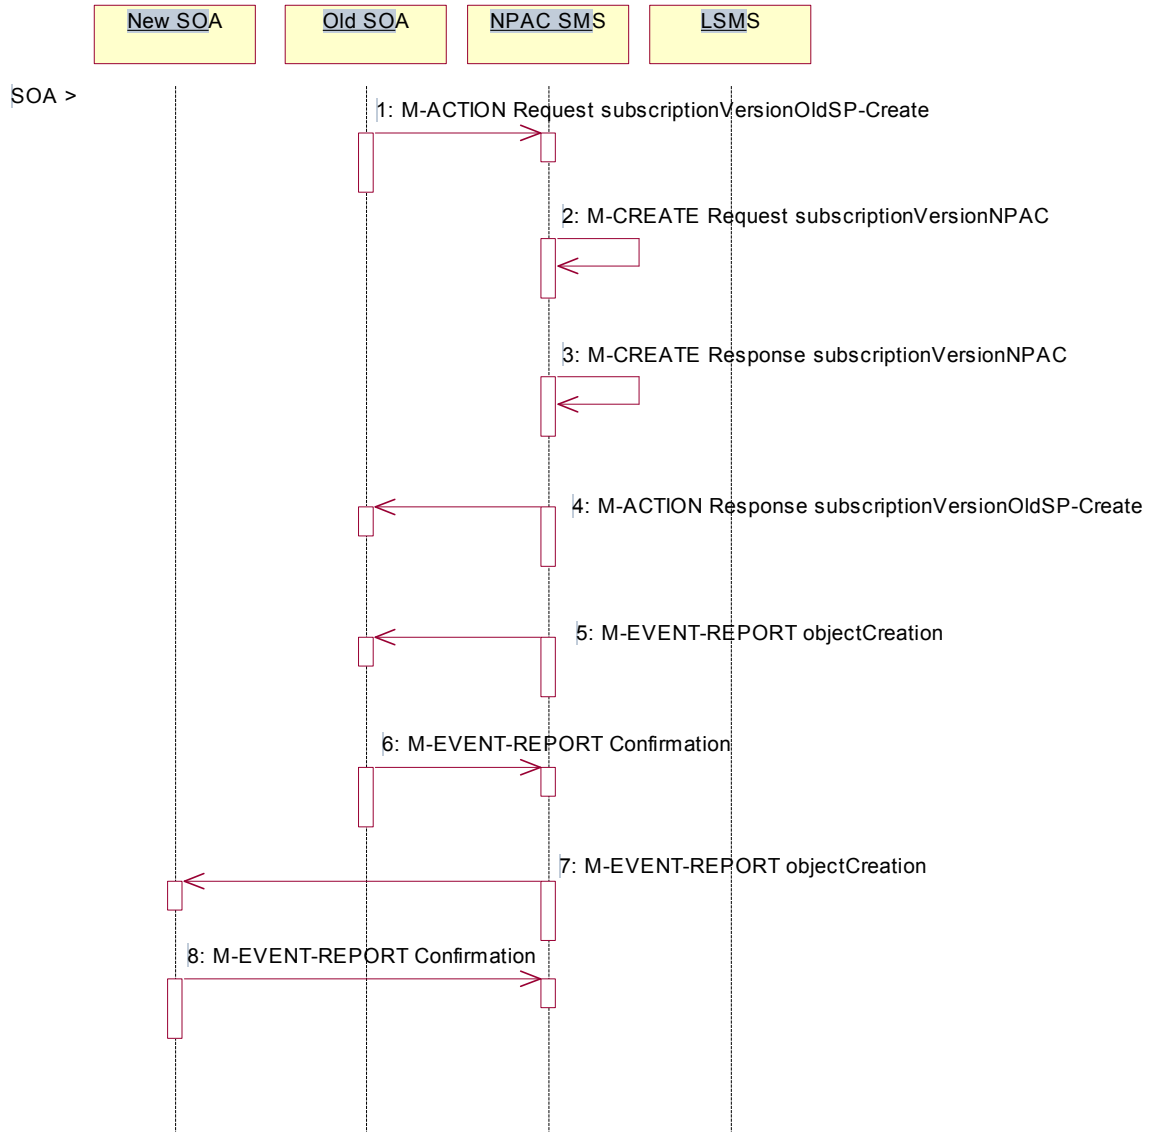 New SOA
Old SOA
NPAC SMS
LSMS
SOA >
1: M-ACTION Request subscriptionVersionOldSP-Create
2: M-CREATE Request subscriptionVersionNPAC
3: M-CREATE Response subscriptionVersionNPAC
4: M-ACTION Response subscriptionVersionOldSP-Create
5: M-EVENT-REPORT objectCreation
6: M-EVENT-REPORT Confirmation
7: M-EVENT-REPORT objectCreation
8: M-EVENT-REPORT Confirmation